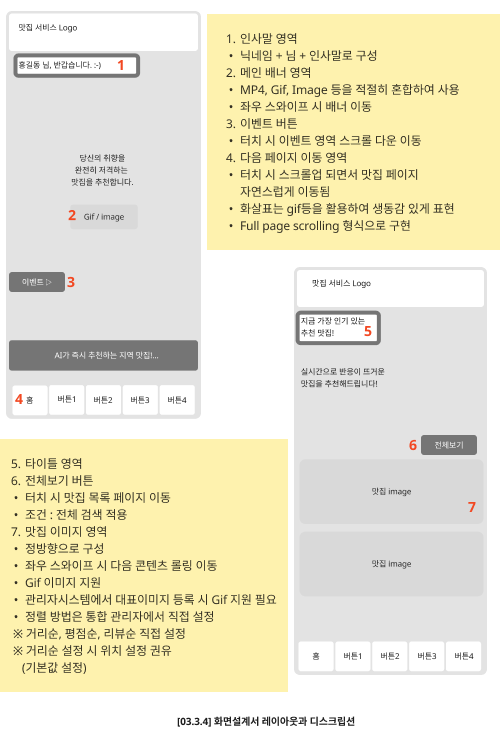 맛집 서비스 Logo
홍길동 님, 반갑습니다. :-) 1
당신의 취향을
완전히 저격하는
맛집을 추천합니다.
2 Gif / image
이벤트 ▷ 3
AI가 즉시 추천하는 지역 맛집!...
4 홈 버튼1 버튼2 버튼3 버튼4
1. 인사말 영역
• 닉네임 + 님 + 인사말로 구성
2. 메인 배너 영역
• MP4, Gif, Image 등을 적절히 혼합하여 사용
• 좌우 스와이프 시 배너 이동
3. 이벤트 버튼
• 터치 시 이벤트 영역 스크롤 다운 이동
4. 다음 페이지 이동 영역
• 터치 시 스크롤업 되면서 맛집 페이지
자연스럽게 이동됨
• 화살표는 gif등을 활용하여 생동감 있게 표현
• Full page scrolling 형식으로 구현
맛집 서비스 Logo
지금 가장 인기 있는
추천 맛집! 5
실시간으로 반응이 뜨거운
맛집을 추천해드립니다!
6 전체보기
맛집 image
7
맛집 image
홈 버튼1 버튼2 버튼3 버튼4
5. 타이틀 영역
6. 전체보기 버튼
• 터치 시 맛집 목록 페이지 이동
• 조건 : 전체 검색 적용
7. 맛집 이미지 영역
• 정방향으로 구성
• 좌우 스와이프 시 다음 콘텐츠 롤링 이동
• Gif 이미지 지원
• 관리자시스템에서 대표이미지 등록 시 Gif 지원 필요
• 정렬 방법은 통합 관리자에서 직접 설정
※ 거리순, 평점순, 리뷰순 직접 설정
※ 거리순 설정 시 위치 설정 권유
(기본값 설정)
[03.3.4] 화면설계서 레이아웃과 디스크립션